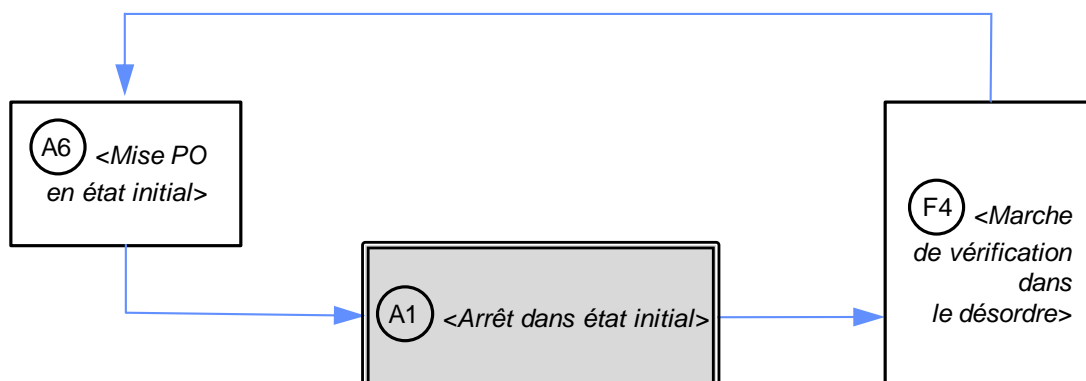 A6 <Mise PO
en état initial>
A1 <Arrêt dans état initial>
F4 <Marche
de vérification
dans
le désordre>